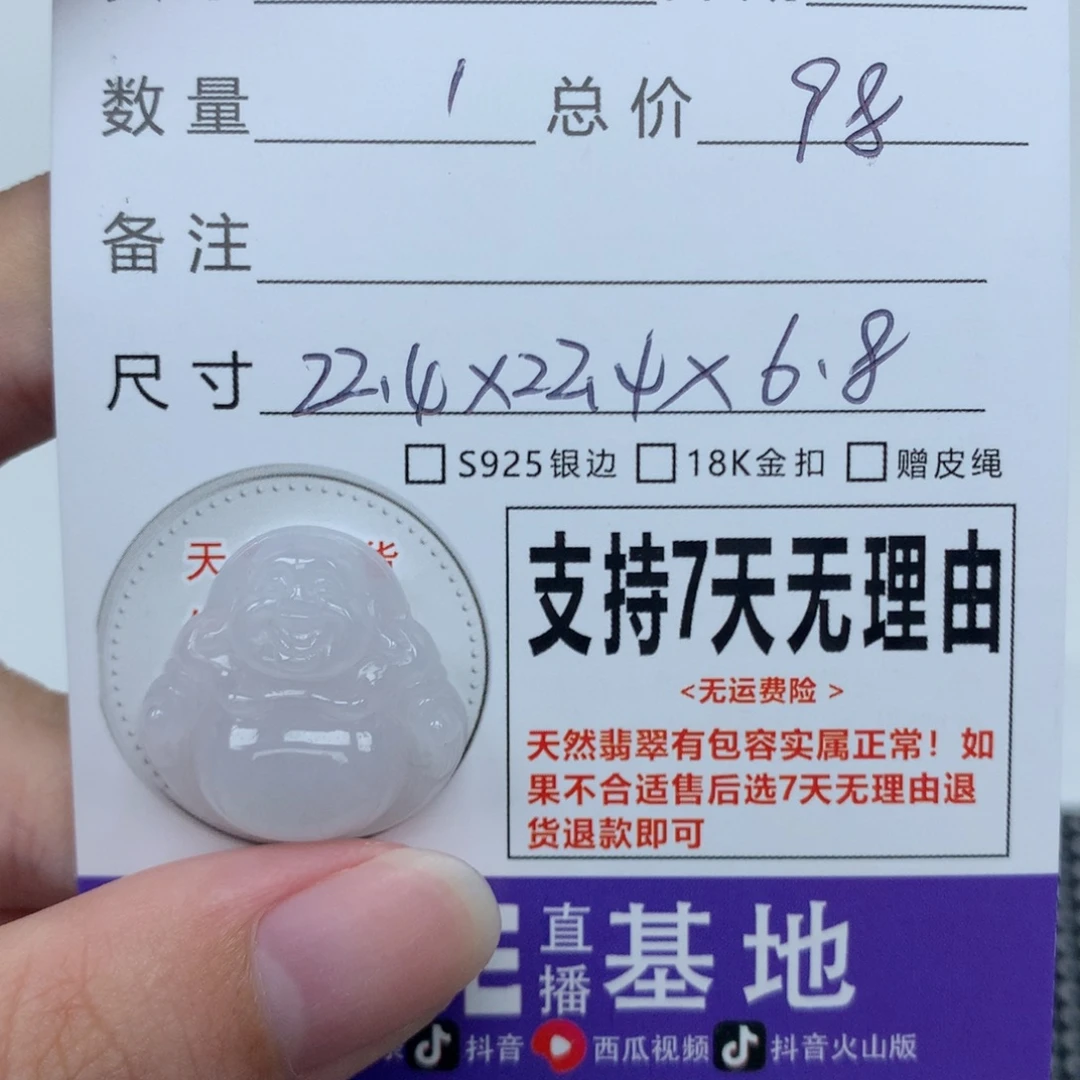 数量 1 总价 98
备注
尺寸 22.4×22.4×6.8
□ S925银边 □ 18K金扣 □ 赠皮绳
天 货
支持7天无理由
<无运费险 >
天然翡翠有包容实属正常！如
果不合适售后选7天无理由退
货退款即可
E 直播 基地
抖音 西瓜视频 抖音火山版